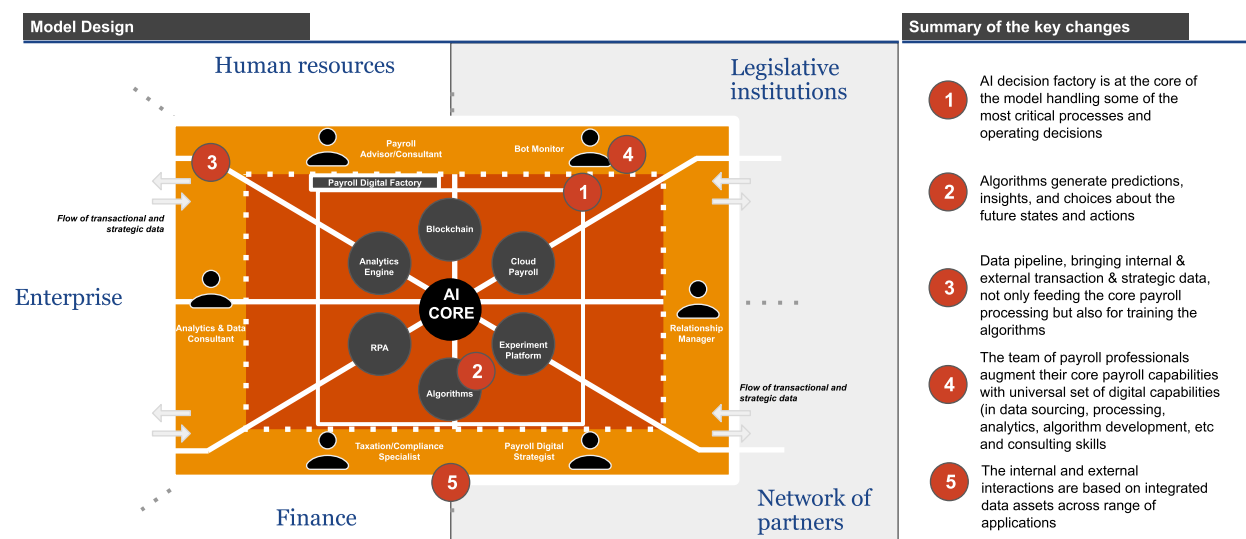 Model Design
Human resources
Legislative
institutions
Payroll
Advisor/Consultant
Bot Monitor
4
3
Payroll Digital Factory
1
Flow of transactional and
strategic data
Blockchain
Analytics
Engine
Cloud
Payroll
Enterprise
AI
CORE
Analytics & Data
Consultant
Relationship
Manager
RPA
Experiment
Platform
2
Algorithms
Flow of transactional and
strategic data
Taxation/Compliance
Specialist
Payroll Digital
Strategist
5
Finance
Network of
partners
Summary of the key changes
1
AI decision factory is at the core of
the model handling some of the
most critical processes and
operating decisions
2
Algorithms generate predictions,
insights, and choices about the
future states and actions
3
Data pipeline, bringing internal &
external transaction & strategic data,
not only feeding the core payroll
processing but also for training the
algorithms
4
The team of payroll professionals
augment their core payroll capabilities
with universal set of digital capabilities
(in data sourcing, processing,
analytics, algorithm development, etc
and consulting skills
5
The internal and external
interactions are based on integrated
data assets across range of
applications